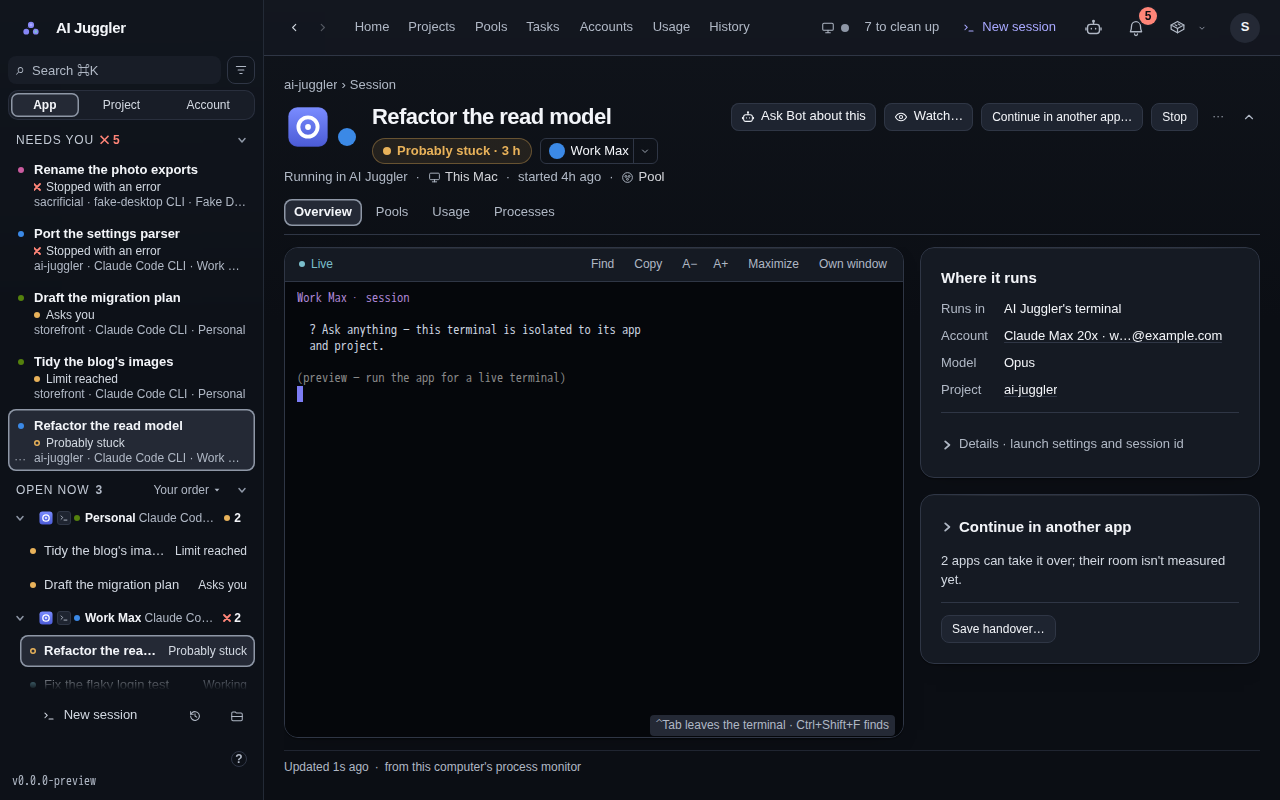 AI Juggler
Search ⌘K
App Project Account
NEEDS YOU 5
Rename the photo exports
Stopped with an error
sacrificial · fake-desktop CLI · Fake D…
Port the settings parser
Stopped with an error
ai-juggler · Claude Code CLI · Work …
Draft the migration plan
Asks you
storefront · Claude Code CLI · Personal
Tidy the blog's images
Limit reached
storefront · Claude Code CLI · Personal
Refactor the read model
Probably stuck
ai-juggler · Claude Code CLI · Work …
OPEN NOW 3 Your order
Personal Claude Cod… 2
Tidy the blog's ima… Limit reached
Draft the migration plan Asks you
Work Max Claude Co… 2
Refactor the rea… Probably stuck
Fix the flaky login test Working
New session
?
v0.0.0-preview
Home Projects Pools Tasks Accounts Usage History
7 to clean up
New session
5
S
ai-juggler › Session
Refactor the read model
Ask Bot about this Watch… Continue in another app… Stop …
Probably stuck · 3 h Work Max
Running in AI Juggler · This Mac · started 4h ago · Pool
Overview Pools Usage Processes
Live Find Copy A− A+ Maximize Own window
Work Max · session
? Ask anything — this terminal is isolated to its app
and project.
(preview — run the app for a live terminal)
^Tab leaves the terminal · Ctrl+Shift+F finds
Where it runs
Runs in AI Juggler's terminal
Account Claude Max 20x · w…@example.com
Model Opus
Project ai-juggler
Details · launch settings and session id
Continue in another app
2 apps can take it over; their room isn't measured
yet.
Save handover…
Updated 1s ago · from this computer's process monitor